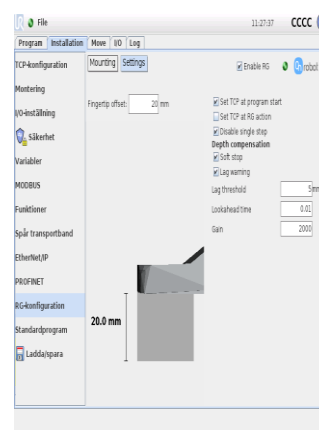 File 11:27:37 CCCC
Program Installation Move I/O Log
TCP-konfiguration
Montering
I/O-inställning
Säkerhet
Variabler
MODBUS
Funktioner
Spår transportband
EtherNet/IP
PROFINET
RG-konfiguration
Standardprogram
Ladda/spara
Mounting Settings
Enable RG On robot
Fingertip offset: 20 mm
Set TCP at program start
Set TCP at RG action
Disable single step
Depth compensation
Soft stop
Lag warning
Lag threshold 5mm
Lookahead time 0.01
Gain 2000
20.0 mm